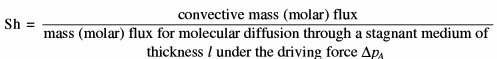 Sh = convective mass (molar) flux
mass (molar) flux for molecular diffusion through a stagnant medium of
thickness l under the driving force Δp_A